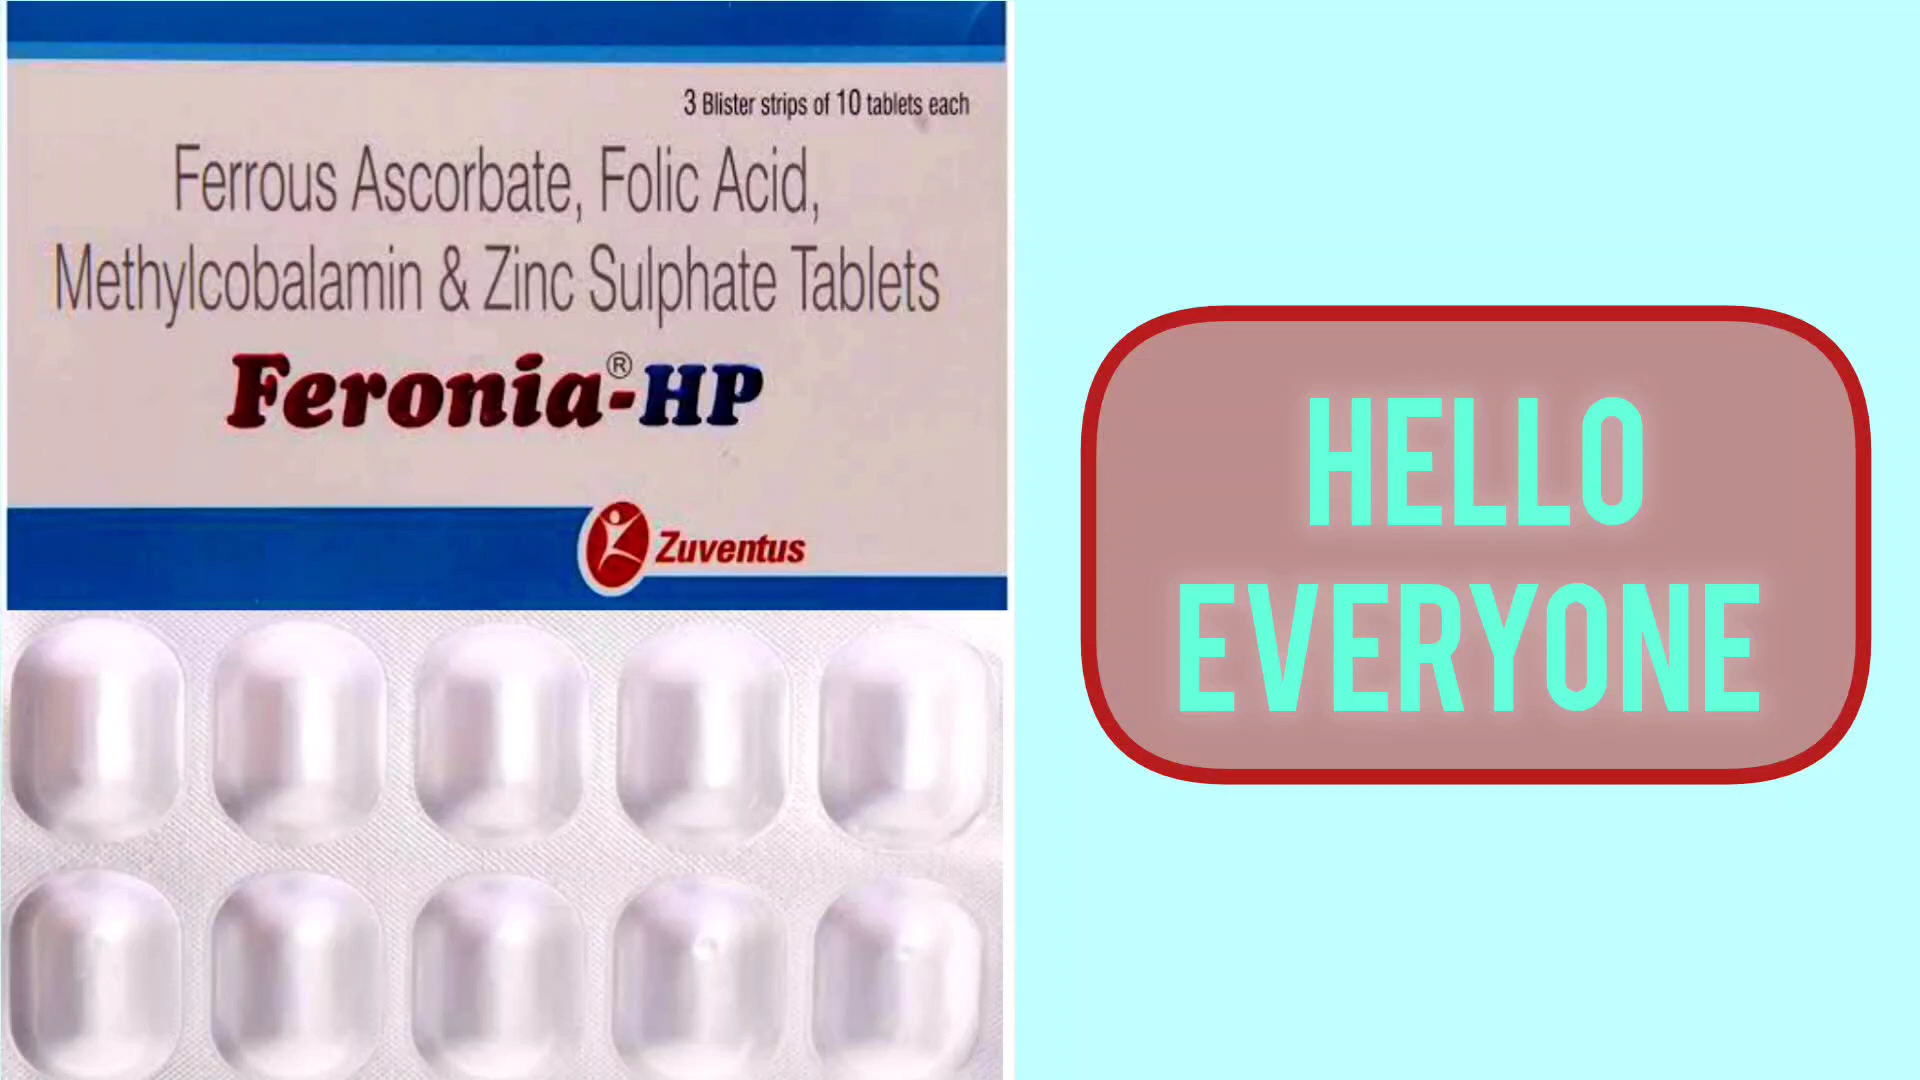 3 Blister strips of 10 tablets each
Ferrous Ascorbate, Folic Acid,
Methylcobalamin & Zinc Sulphate Tablets
Feronia®-HP
Zuventus
HELLO
EVERYONE